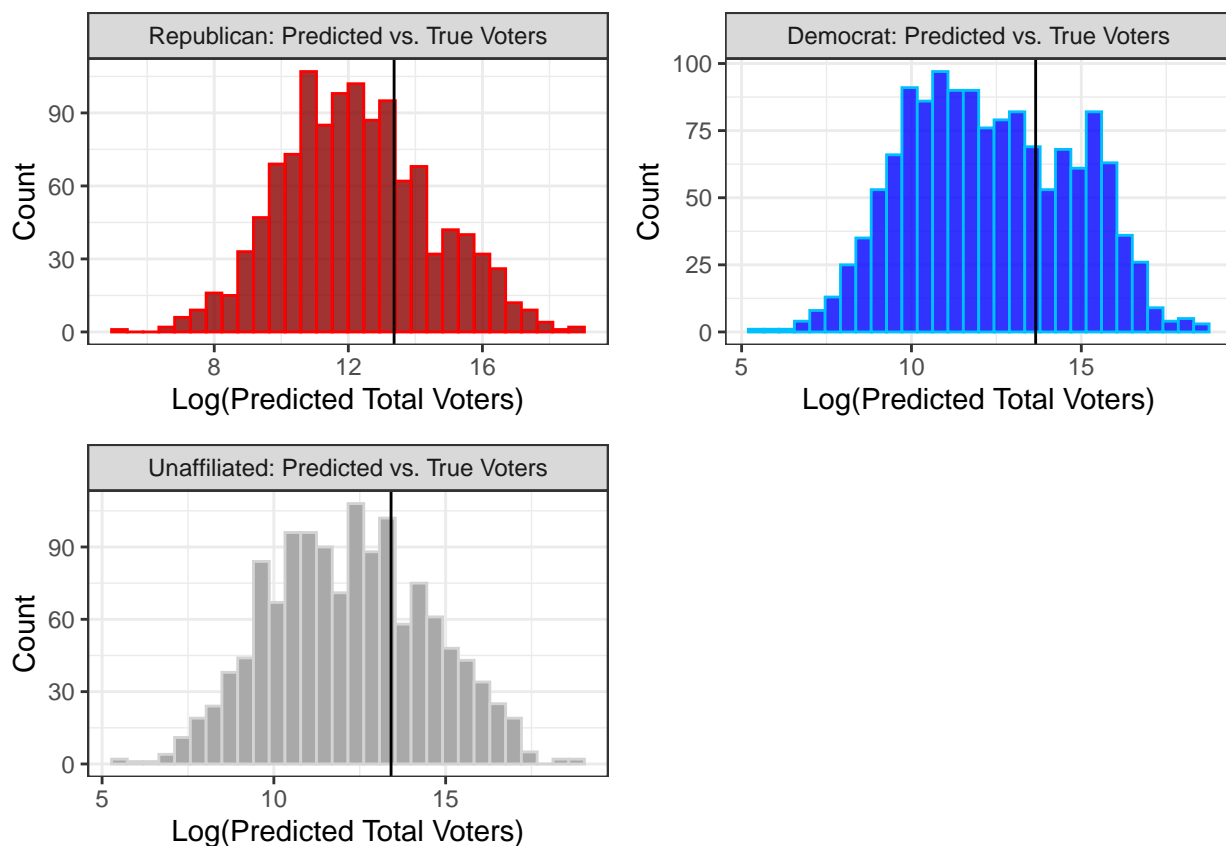 Republican: Predicted vs. True Voters
Count
90
60
30
0
8 12 16
Log(Predicted Total Voters)
Democrat: Predicted vs. True Voters
Count
100
75
50
25
0
5 10 15
Log(Predicted Total Voters)
Unaffiliated: Predicted vs. True Voters
Count
90
60
30
0
5 10 15
Log(Predicted Total Voters)